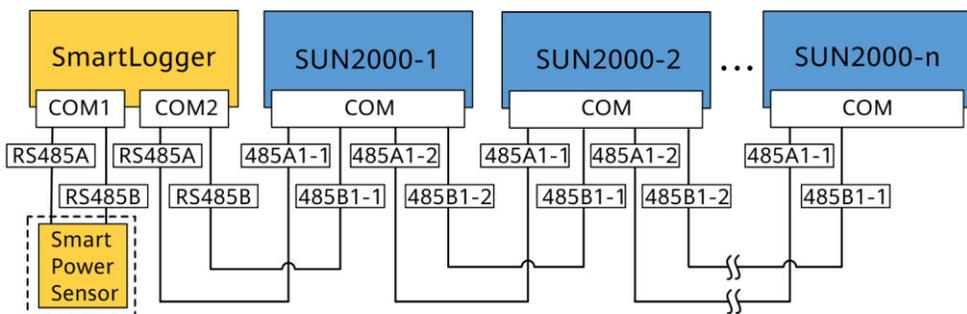 SmartLogger
SUN2000-1
SUN2000-2
...
SUN2000-n
COM1
COM2
COM
COM
COM
RS485A
RS485A
485A1-1
485A1-2
485A1-1
485A1-2
485A1-1
RS485B
RS485B
485B1-1
485B1-2
485B1-1
485B1-2
485B1-1
Smart
Power
Sensor